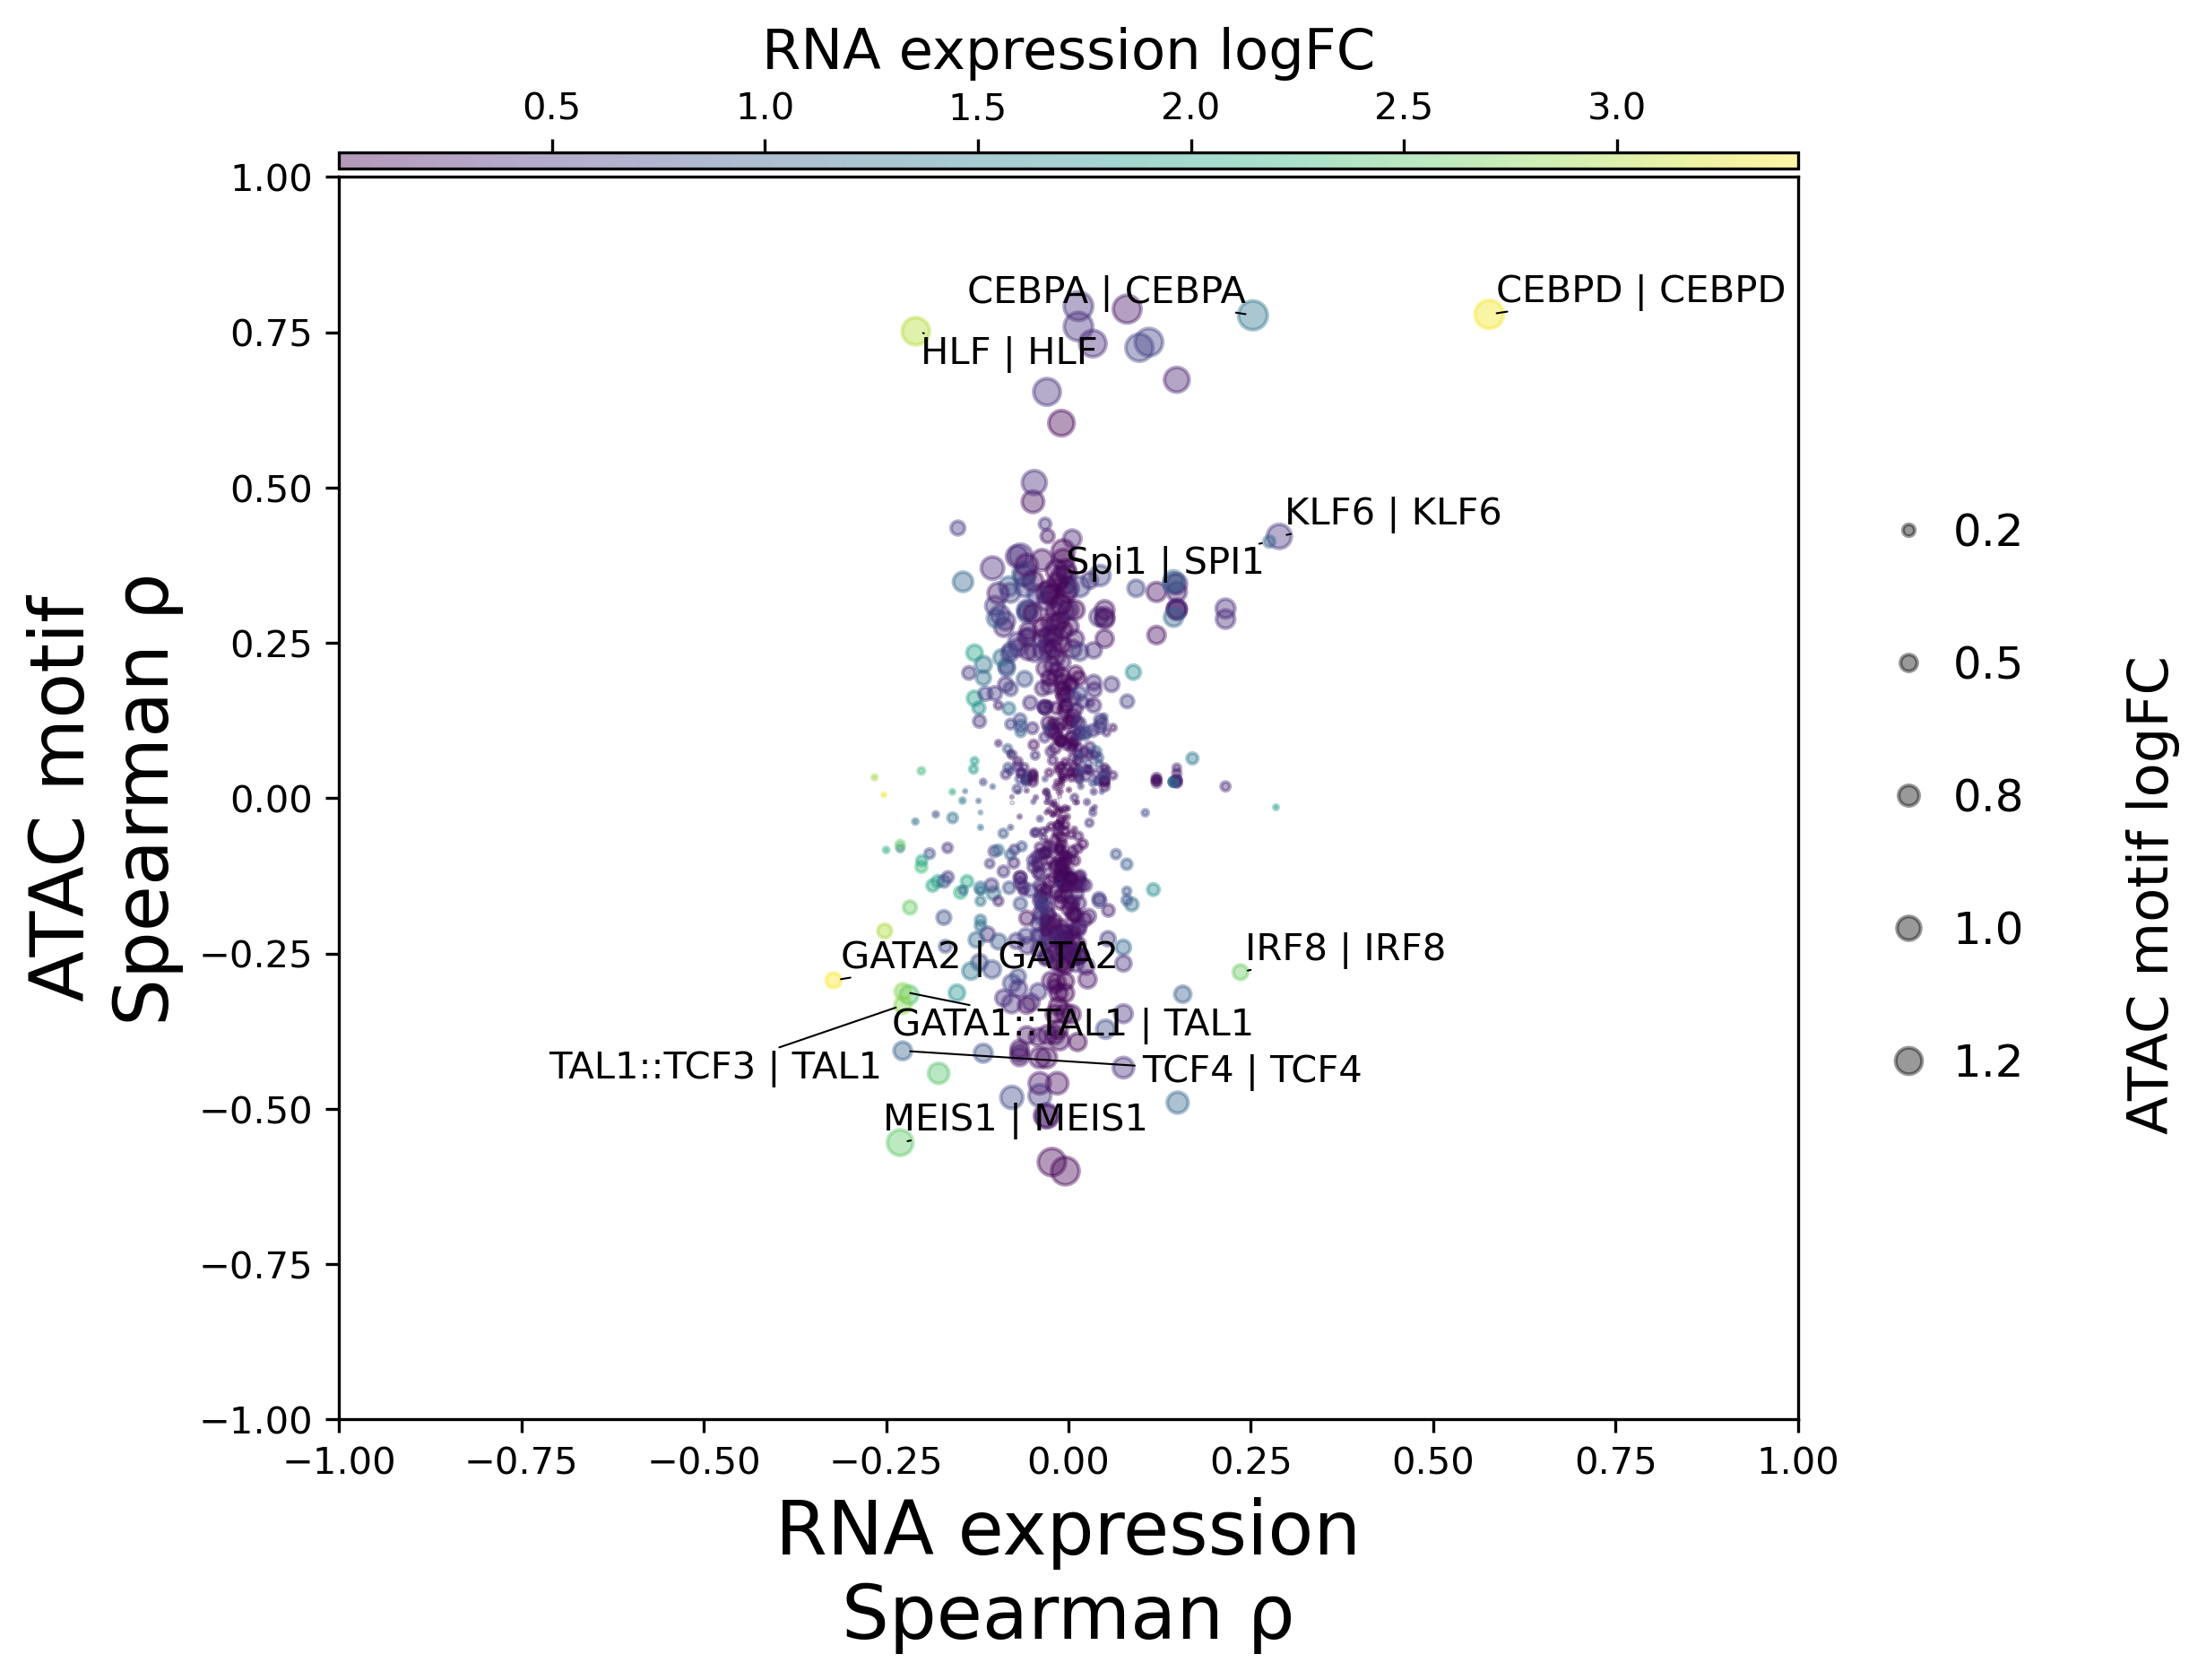 RNA expression logFC
0.5 1.0 1.5 2.0 2.5 3.0
ATAC motif
Spearman ρ
1.00
0.75
0.50
0.25
0.00
−0.25
−0.50
−0.75
−1.00
CEBPA | CEBPA
CEBPD | CEBPD
HLF | HLF
KLF6 | KLF6
Spi1 | SPI1
GATA2 | GATA2
IRF8 | IRF8
GATA1::TAL1 | TAL1
TAL1::TCF3 | TAL1
TCF4 | TCF4
MEIS1 | MEIS1
−1.00 −0.75 −0.50 −0.25 0.00 0.25 0.50 0.75 1.00
RNA expression
Spearman ρ
0.2
0.5
0.8
1.0
1.2
ATAC motif logFC